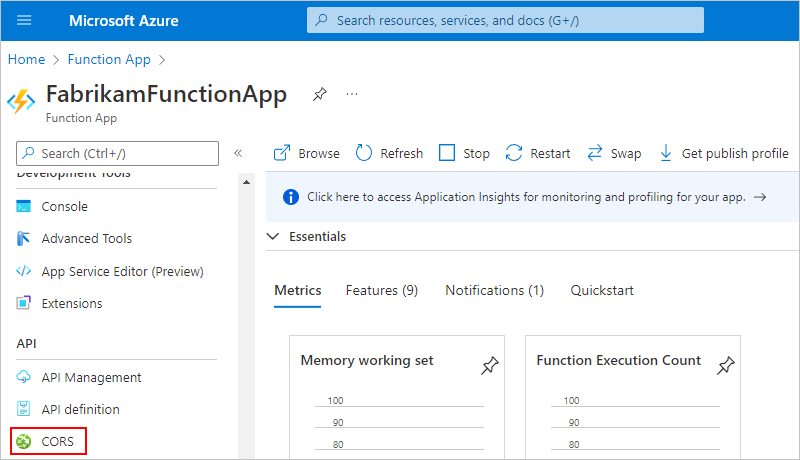 Microsoft Azure
Search resources, services, and docs (G+/)
Home > Function App >
FabrikamFunctionApp
...
Function App
Search (Ctrl+/)
«
Browse
Refresh
Stop
Restart
Swap
Get publish profile
Development Tools
Console
Advanced Tools
App Service Editor (Preview)
Extensions
API
API Management
API definition
CORS
Click here to access Application Insights for monitoring and profiling for your app. →
Essentials
Metrics
Features (9)
Notifications (1)
Quickstart
Memory working set
100
90
80
Function Execution Count
100
90
80